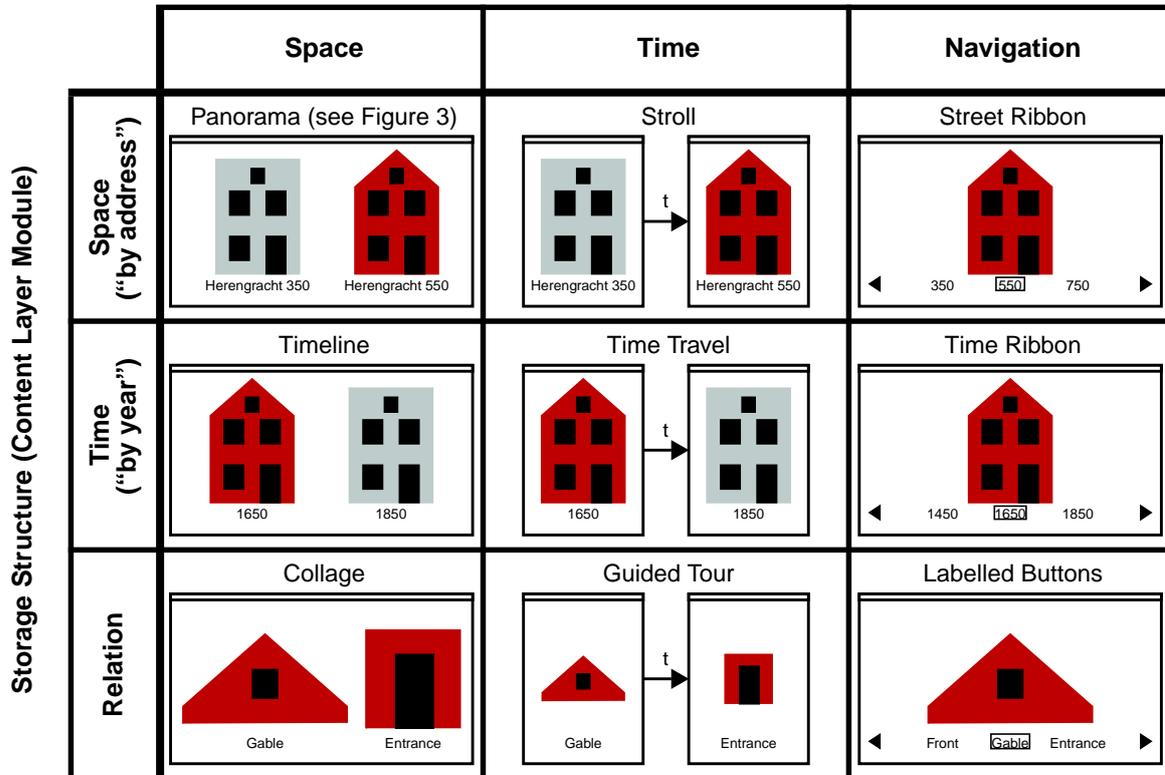 Space Time Navigation
Storage Structure (Content Layer Module)
Space
(“by address”)
Panorama (see Figure 3)
Herengracht 350 Herengracht 550
Stroll
t
Herengracht 350 Herengracht 550
Street Ribbon
350 550 750
Time
(“by year”)
Timeline
1650 1850
Time Travel
t
1650 1850
Time Ribbon
1450 1650 1850
Relation
Collage
Gable Entrance
Guided Tour
t
Gable Entrance
Labelled Buttons
Front Gable Entrance